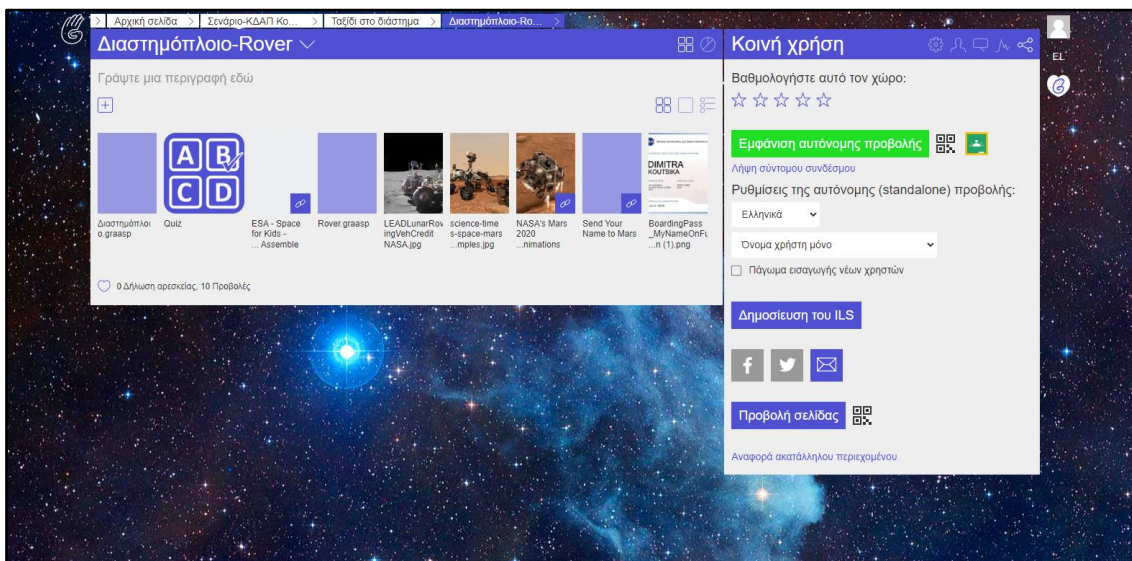 > Αρχική σελίδα > Σενάριο-ΚΔΑΠ Κο... > Ταξίδι στο διάστημα > Διαστημόπλοιο-Ro... >
Διαστημόπλοιο-Rover
Γράψτε μια περιγραφή εδώ
A B
C D
DIMITRA
KOUTSIKA
Διαστημόπλοι
o.graasp
Quiz
ESA - Space
for Kids -
... Assemble
Rover.graasp
LEADLunarRov
ingVehCredit
NASA.jpg
science-time
s-space-mars
...mples.jpg
NASA's Mars
2020
...nimations
Send Your
Name to Mars
BoardingPass
_MyNameOnFu
...n (1).png
0 Δήλωση αρεσκείας, 10 Προβολές
Κοινή χρήση
EL
Βαθμολογήστε αυτό τον χώρο:
Εμφάνιση αυτόνομης προβολής
Λήψη σύντομου συνδέσμου
Ρυθμίσεις της αυτόνομης (standalone) προβολής:
Ελληνικά
Όνομα χρήστη μόνο
Πάγωμα εισαγωγής νέων χρηστών
Δημοσίευση του ILS
Προβολή σελίδας
Αναφορά ακατάλληλου περιεχομένου